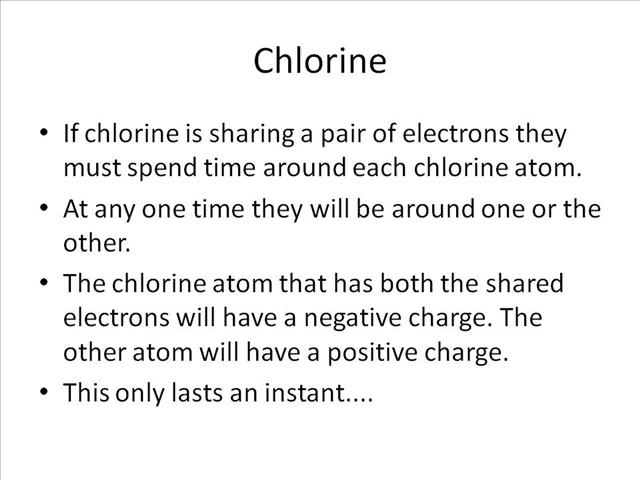 Chlorine
• If chlorine is sharing a pair of electrons they
must spend time around each chlorine atom.
• At any one time they will be around one or the
other.
• The chlorine atom that has both the shared
electrons will have a negative charge. The
other atom will have a positive charge.
• This only lasts an instant....